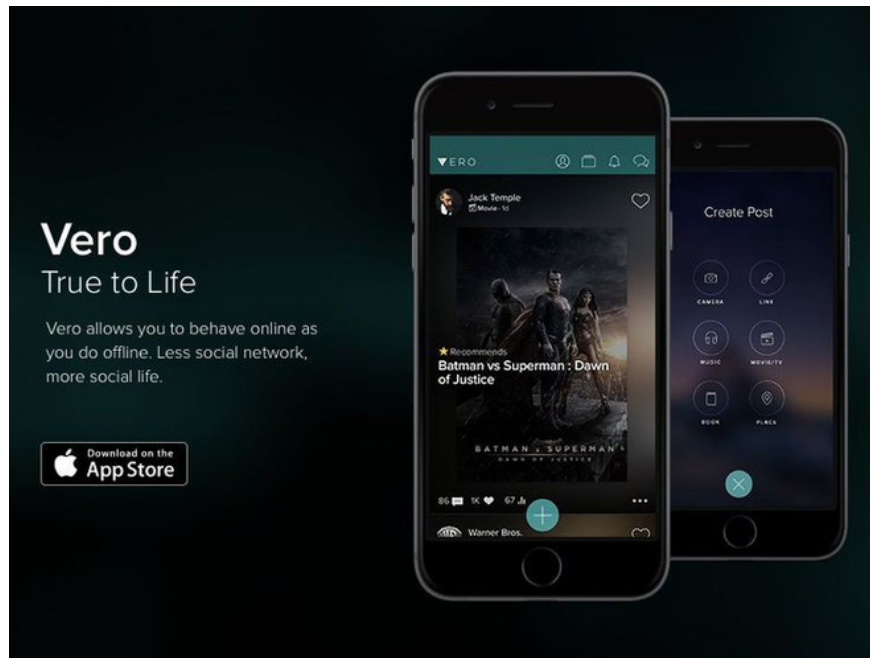 Vero
True to Life
Vero allows you to behave online as
you do offline. Less social network,
more social life.
Download on the
App Store
VERO
Jack Temple
Movie · 1d
Recommends
Batman vs Superman : Dawn
of Justice
BATMAN v SUPERMAN
DAWN OF JUSTICE
86 1K 67
Warner Bros.
Create Post
CAMERA LINK
MUSIC MOVIE/TV
BOOK PLACE